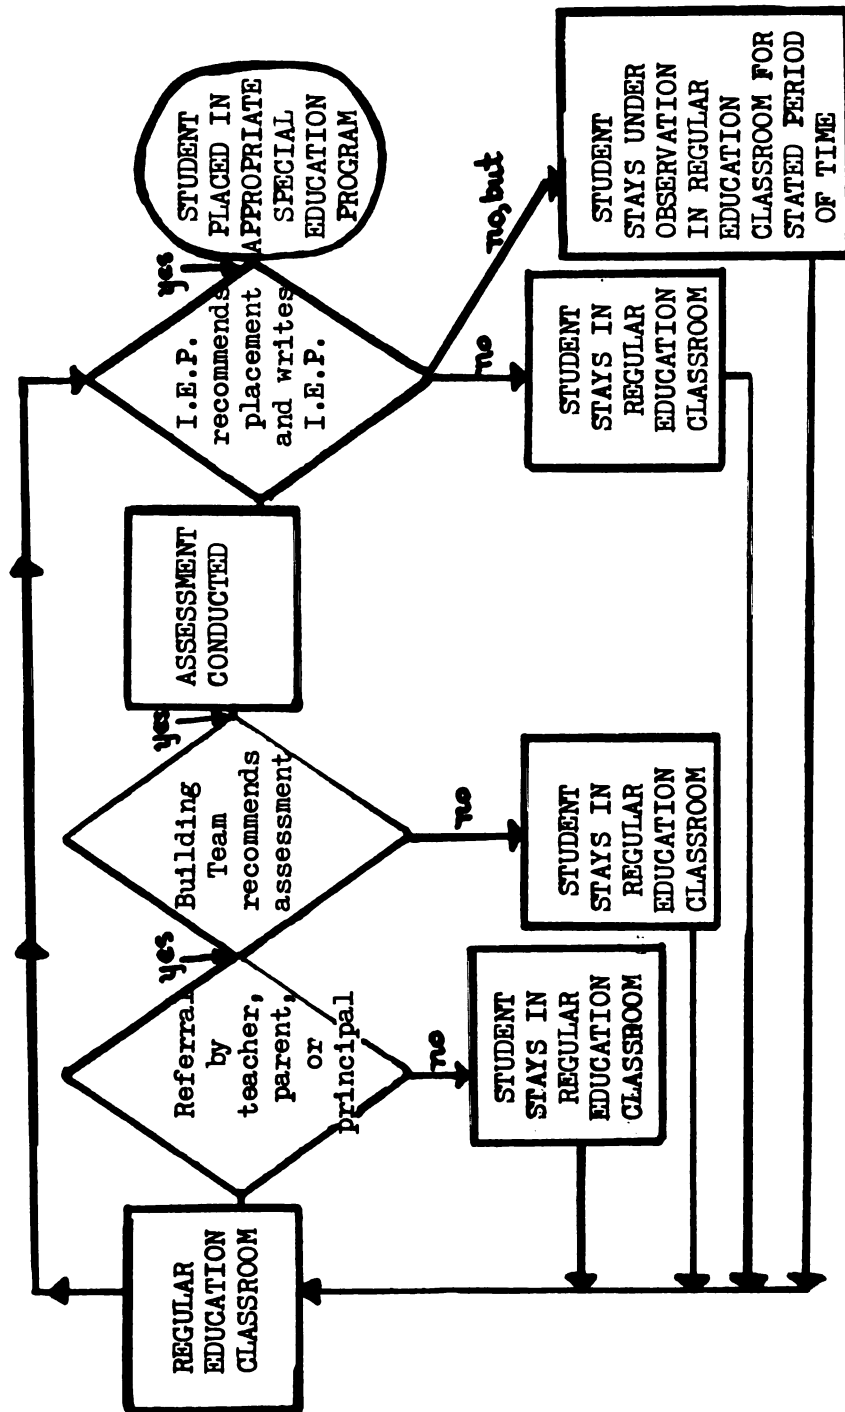 REGULAR
EDUCATION
CLASSROOM
Referral
by
teacher,
parent,
or
principal
yes
no
STUDENT
STAYS IN
REGULAR
EDUCATION
CLASSROOM
Building
Team
recommends
assessment
yes
no
STUDENT
STAYS IN
REGULAR
EDUCATION
CLASSROOM
ASSESSMENT
CONDUCTED
I.E.P.
recommends
placement
and writes
I.E.P.
yes
no
no, but
STUDENT
PLACED IN
APPROPRIATE
SPECIAL
EDUCATION
PROGRAM
STUDENT
STAYS IN
REGULAR
EDUCATION
CLASSROOM
STUDENT
STAYS UNDER
OBSERVATION
IN REGULAR
EDUCATION
CLASSROOM FOR
STATED PERIOD
OF TIME